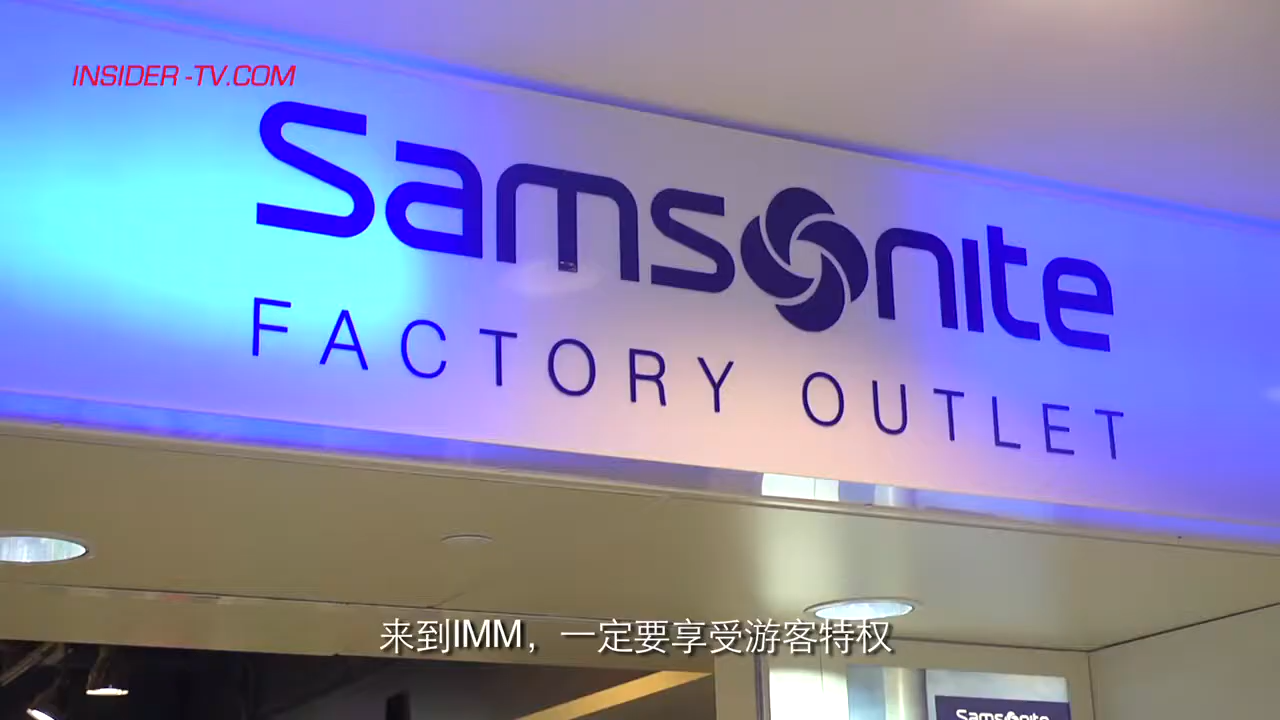 INSIDER-TV.COM
Samsonite
FACTORY OUTLET
来到IMM，一定要享受游客特权
Samsonite